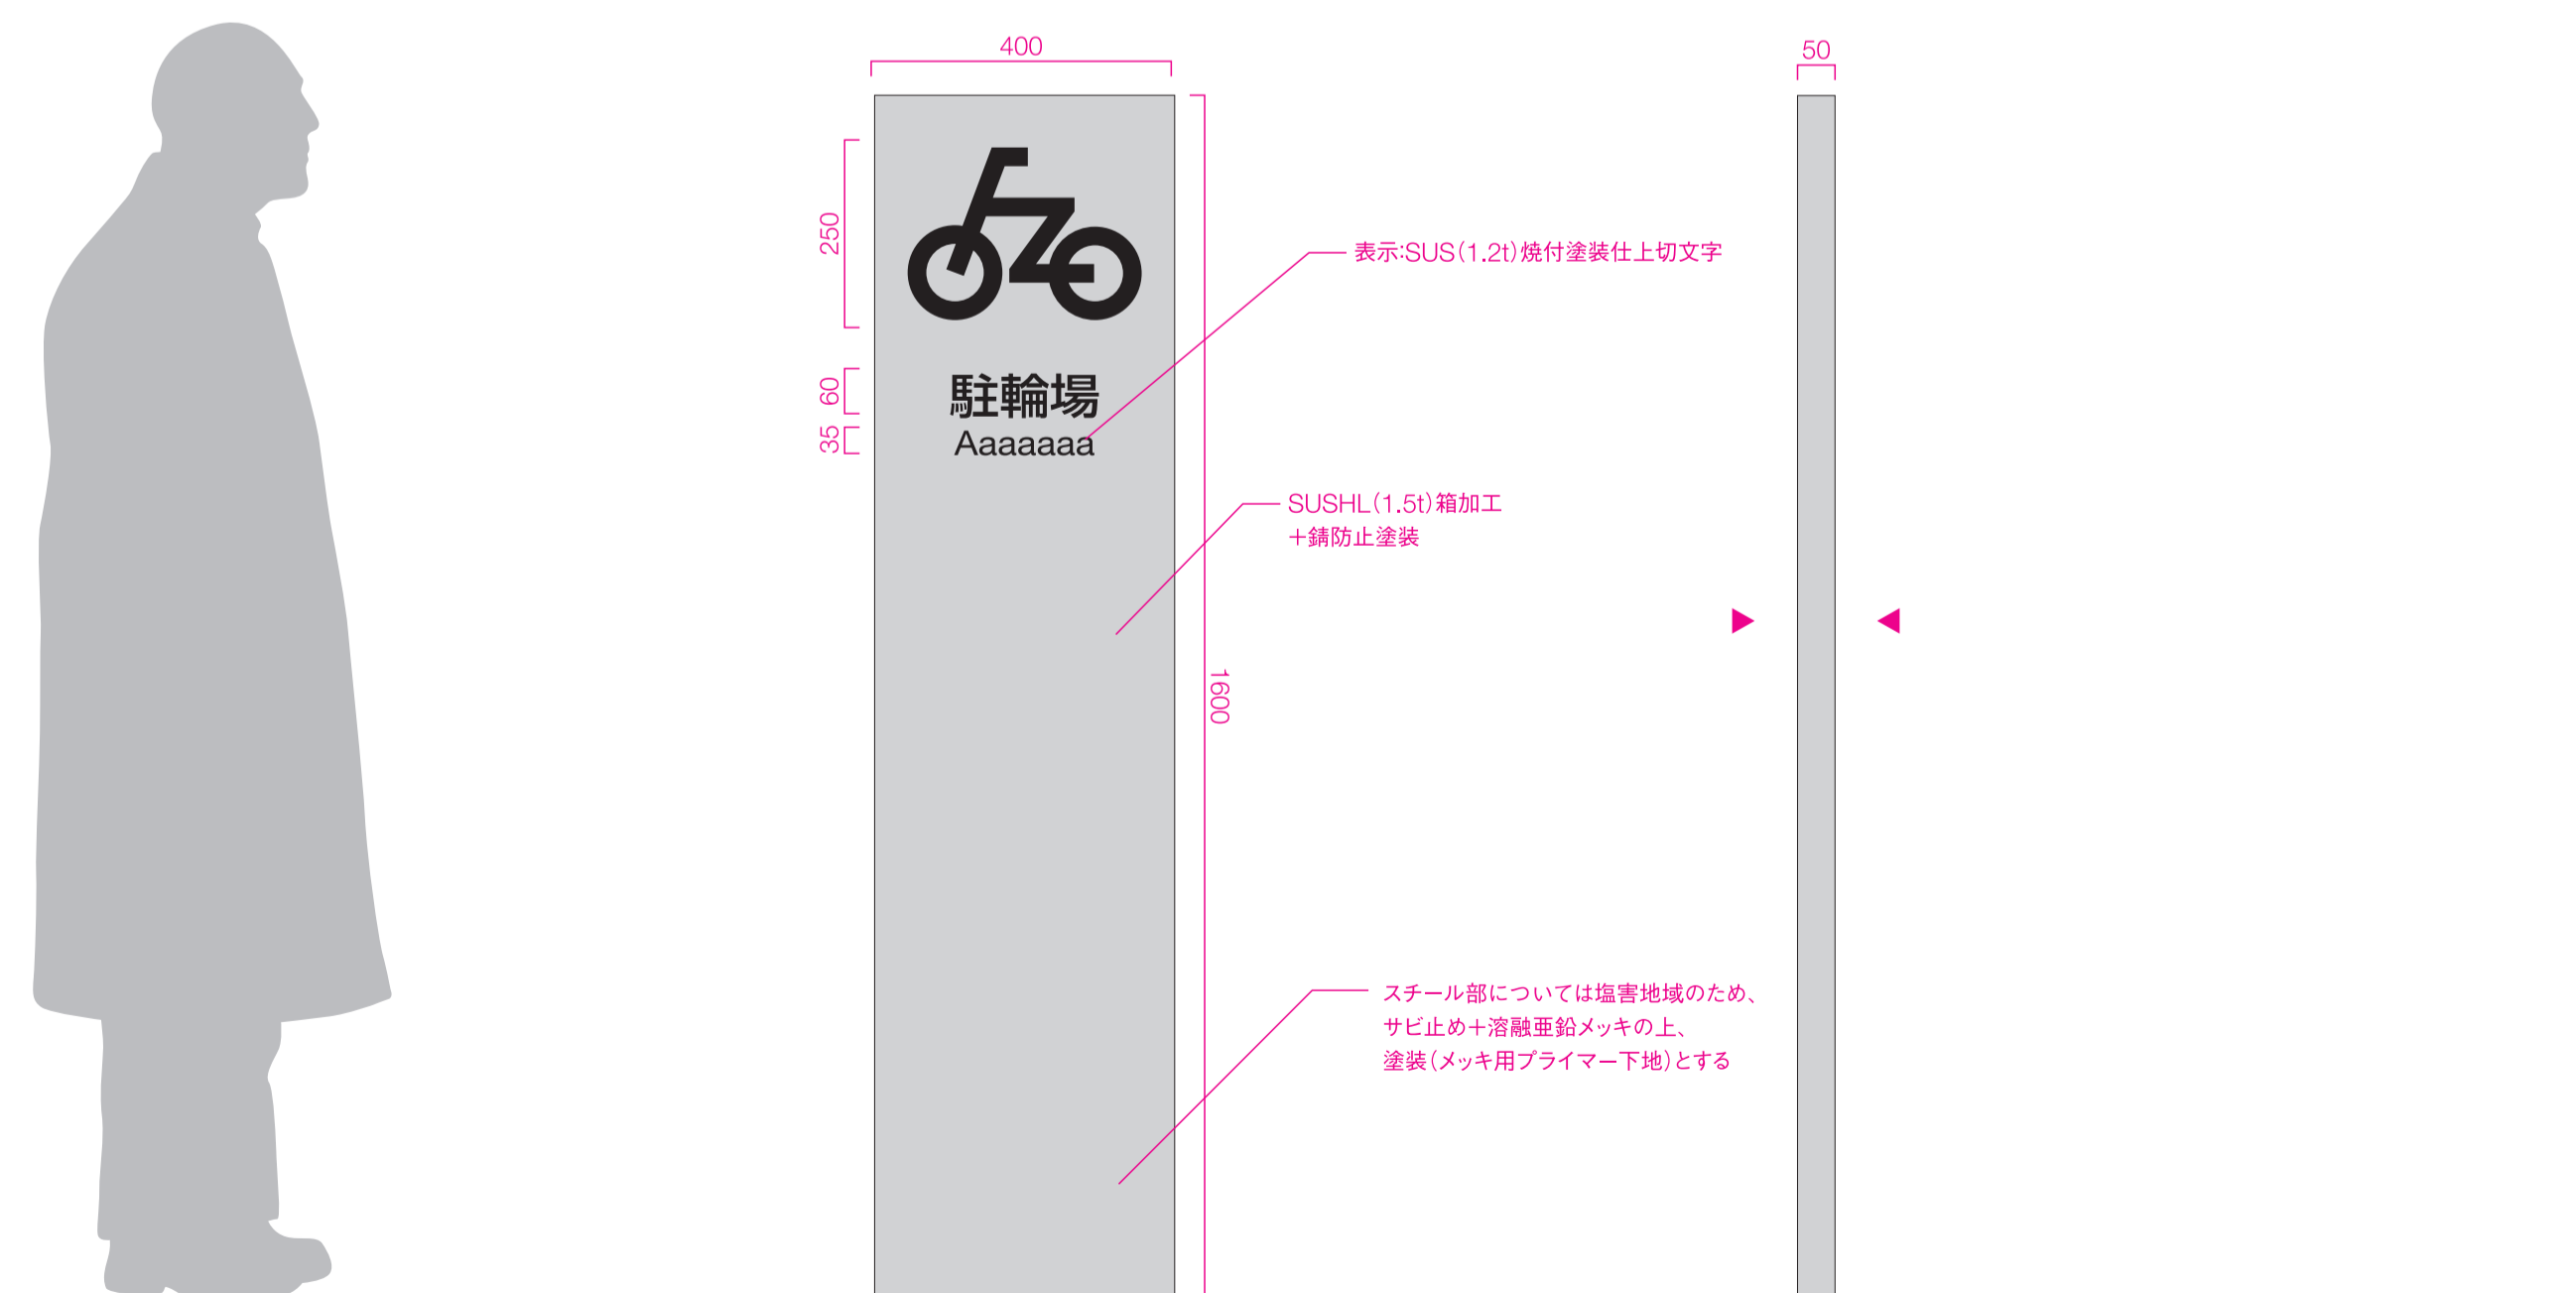 400
50
250
表示:SUS(1.2t)焼付塗装仕上切文字
60
駐輪場
35
Aaaaaaa
SUSHL(1.5t)箱加工
+錆防止塗装
1600
スチール部については塩害地域のため、
サビ止め+溶融亜鉛メッキの上、
塗装(メッキ用プライマー下地)とする